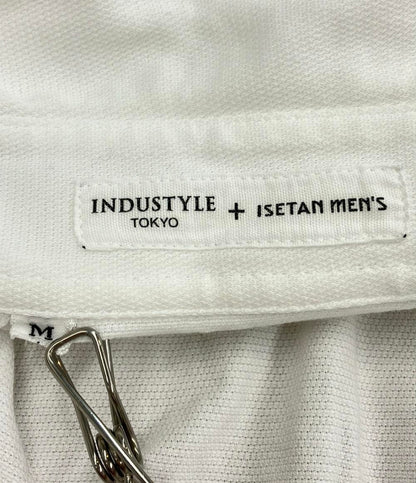 INDUSTYLE + ISETAN MEN'S
TOKYO
M